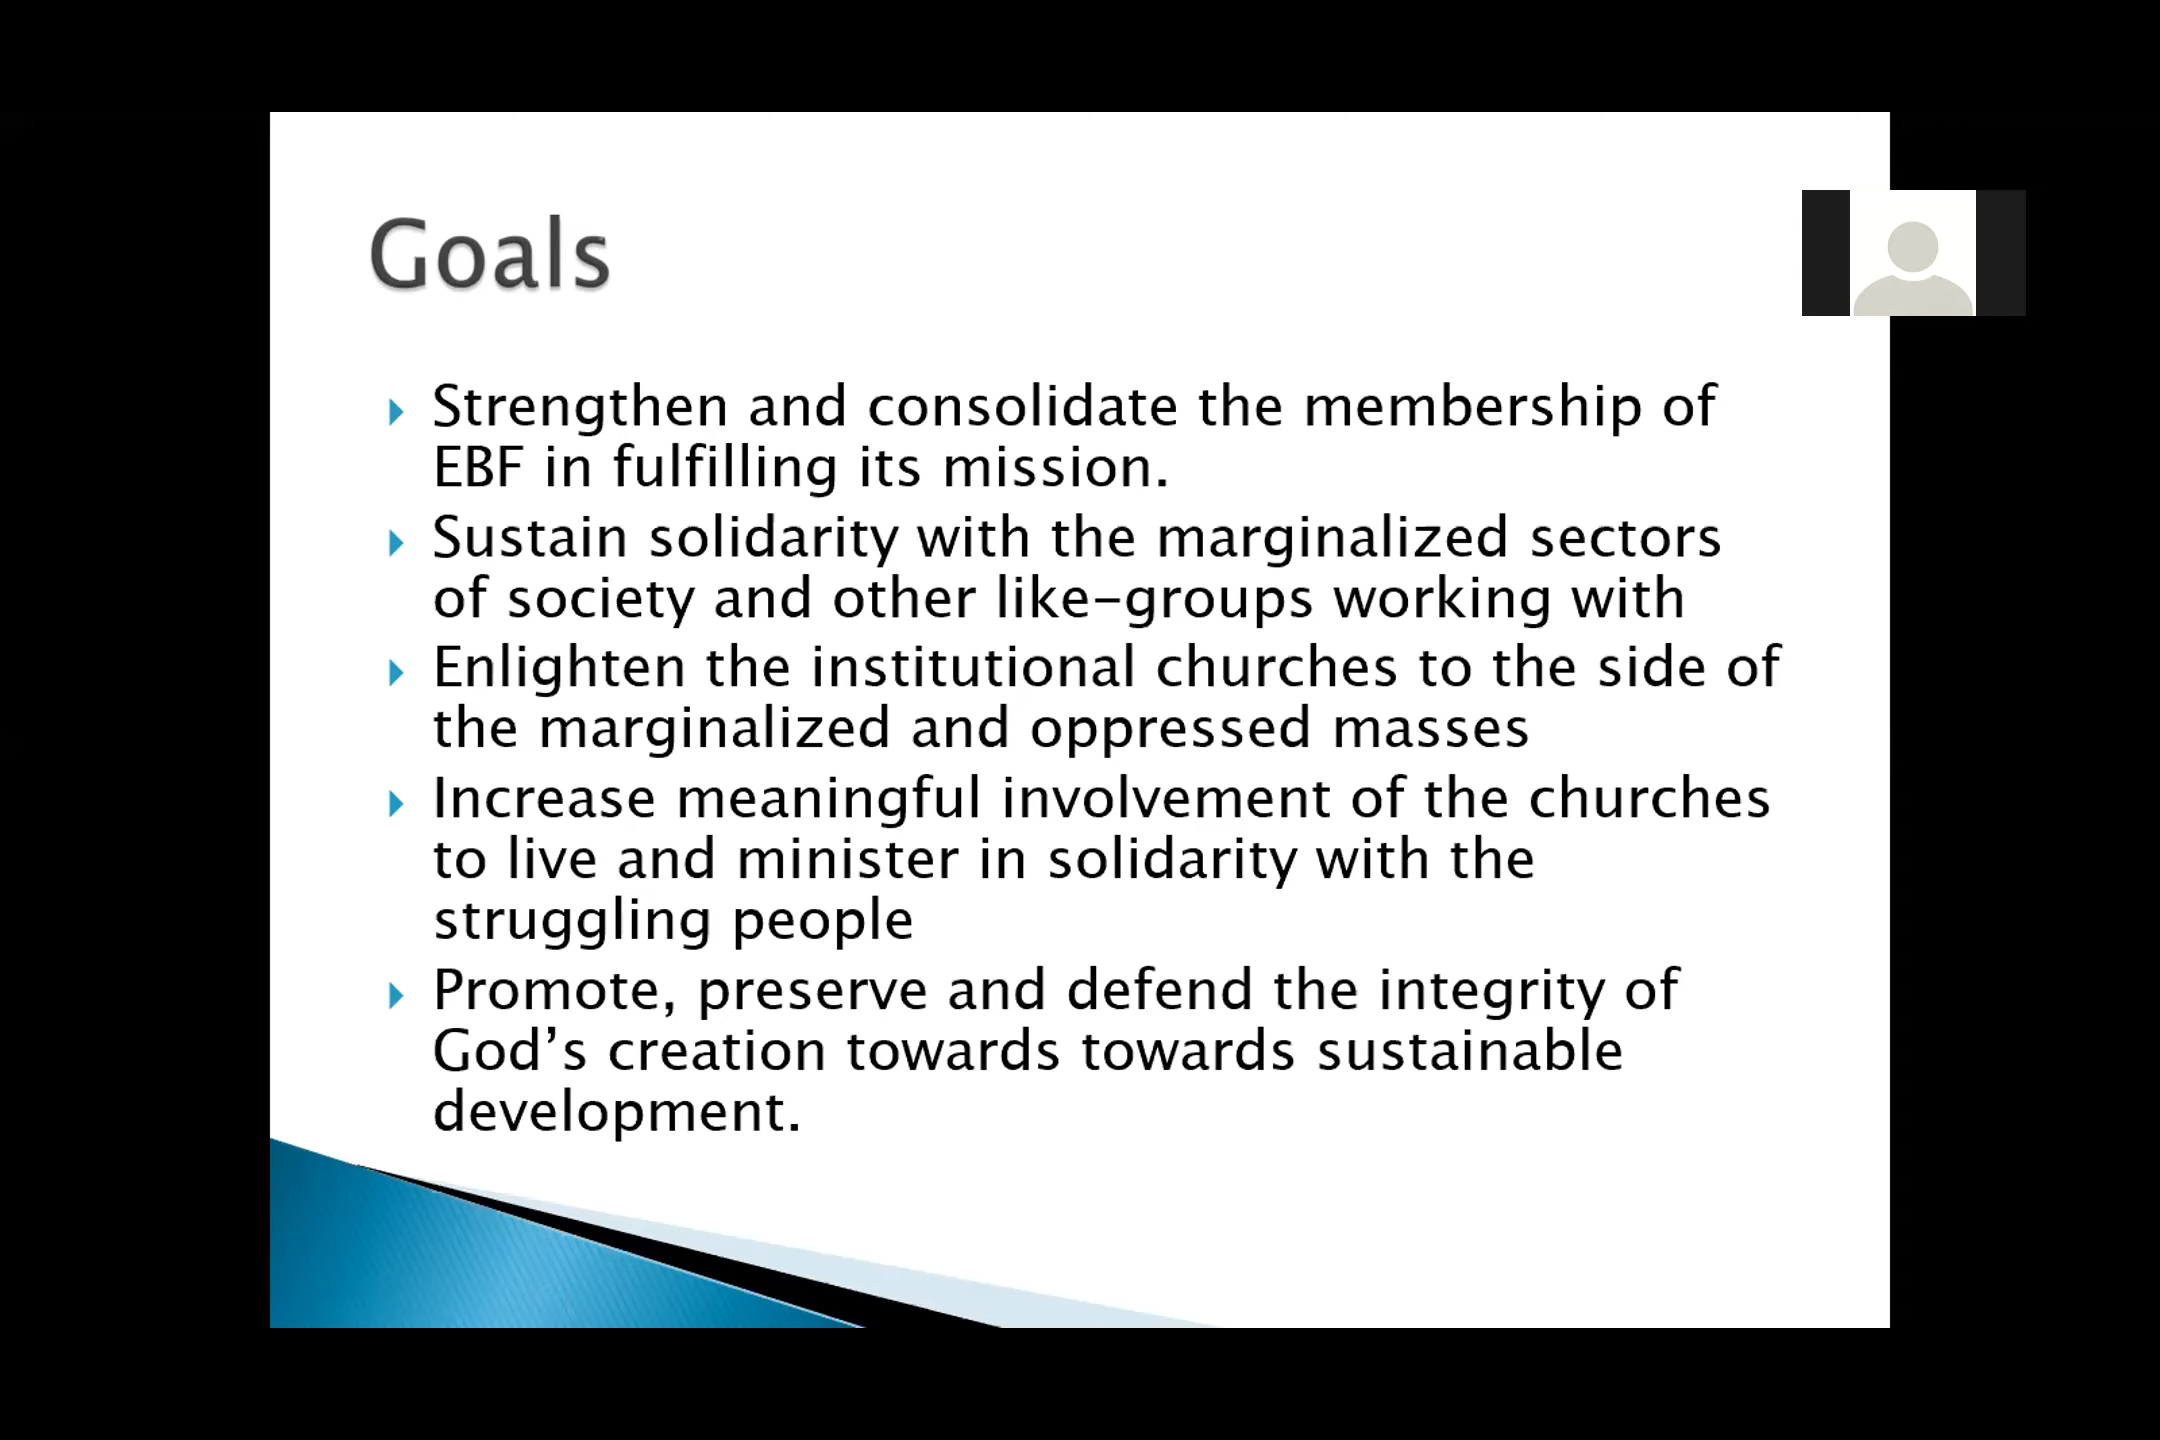 Goals
Strengthen and consolidate the membership of
EBF in fulfilling its mission.
Sustain solidarity with the marginalized sectors
of society and other like-groups working with
Enlighten the institutional churches to the side of
the marginalized and oppressed masses
Increase meaningful involvement of the churches
to live and minister in solidarity with the
struggling people
Promote, preserve and defend the integrity of
God’s creation towards towards sustainable
development.